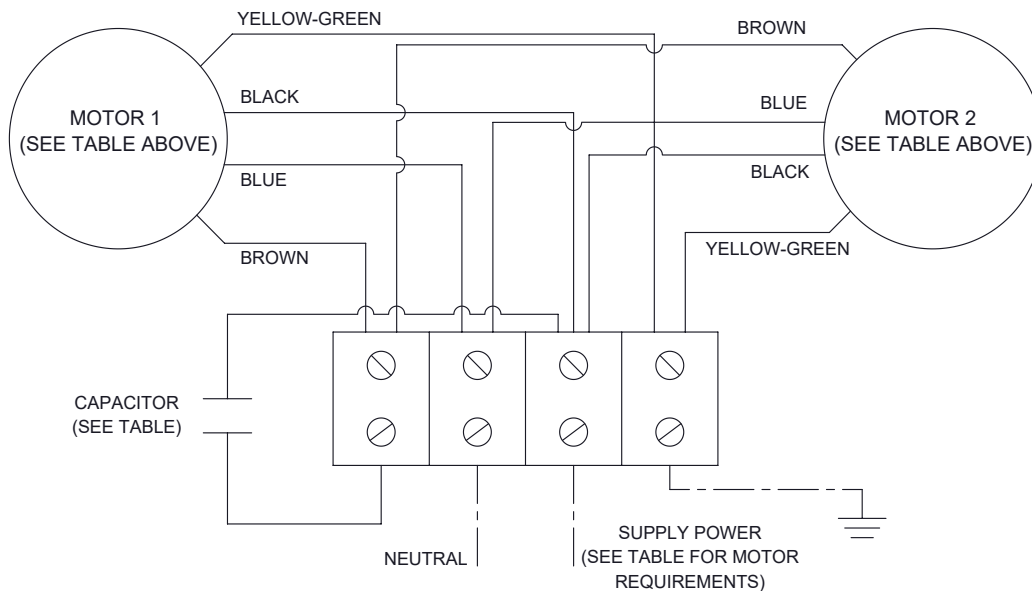 YELLOW-GREEN
BROWN
MOTOR 1
(SEE TABLE ABOVE)
BLACK
BLUE
MOTOR 2
(SEE TABLE ABOVE)
BLUE
BLACK
BROWN
YELLOW-GREEN
CAPACITOR
(SEE TABLE)
NEUTRAL
SUPPLY POWER
(SEE TABLE FOR MOTOR
REQUIREMENTS)